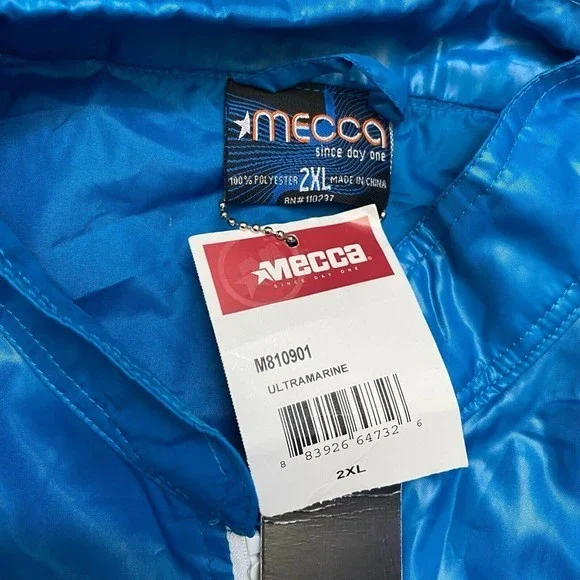 mecca
since day one
100% POLYESTER 2XL MADE IN CHINA
RN# 110237
Mecca
SINCE DAY ONE
M810901
ULTRAMARINE
8 83926 64732 6
2XL